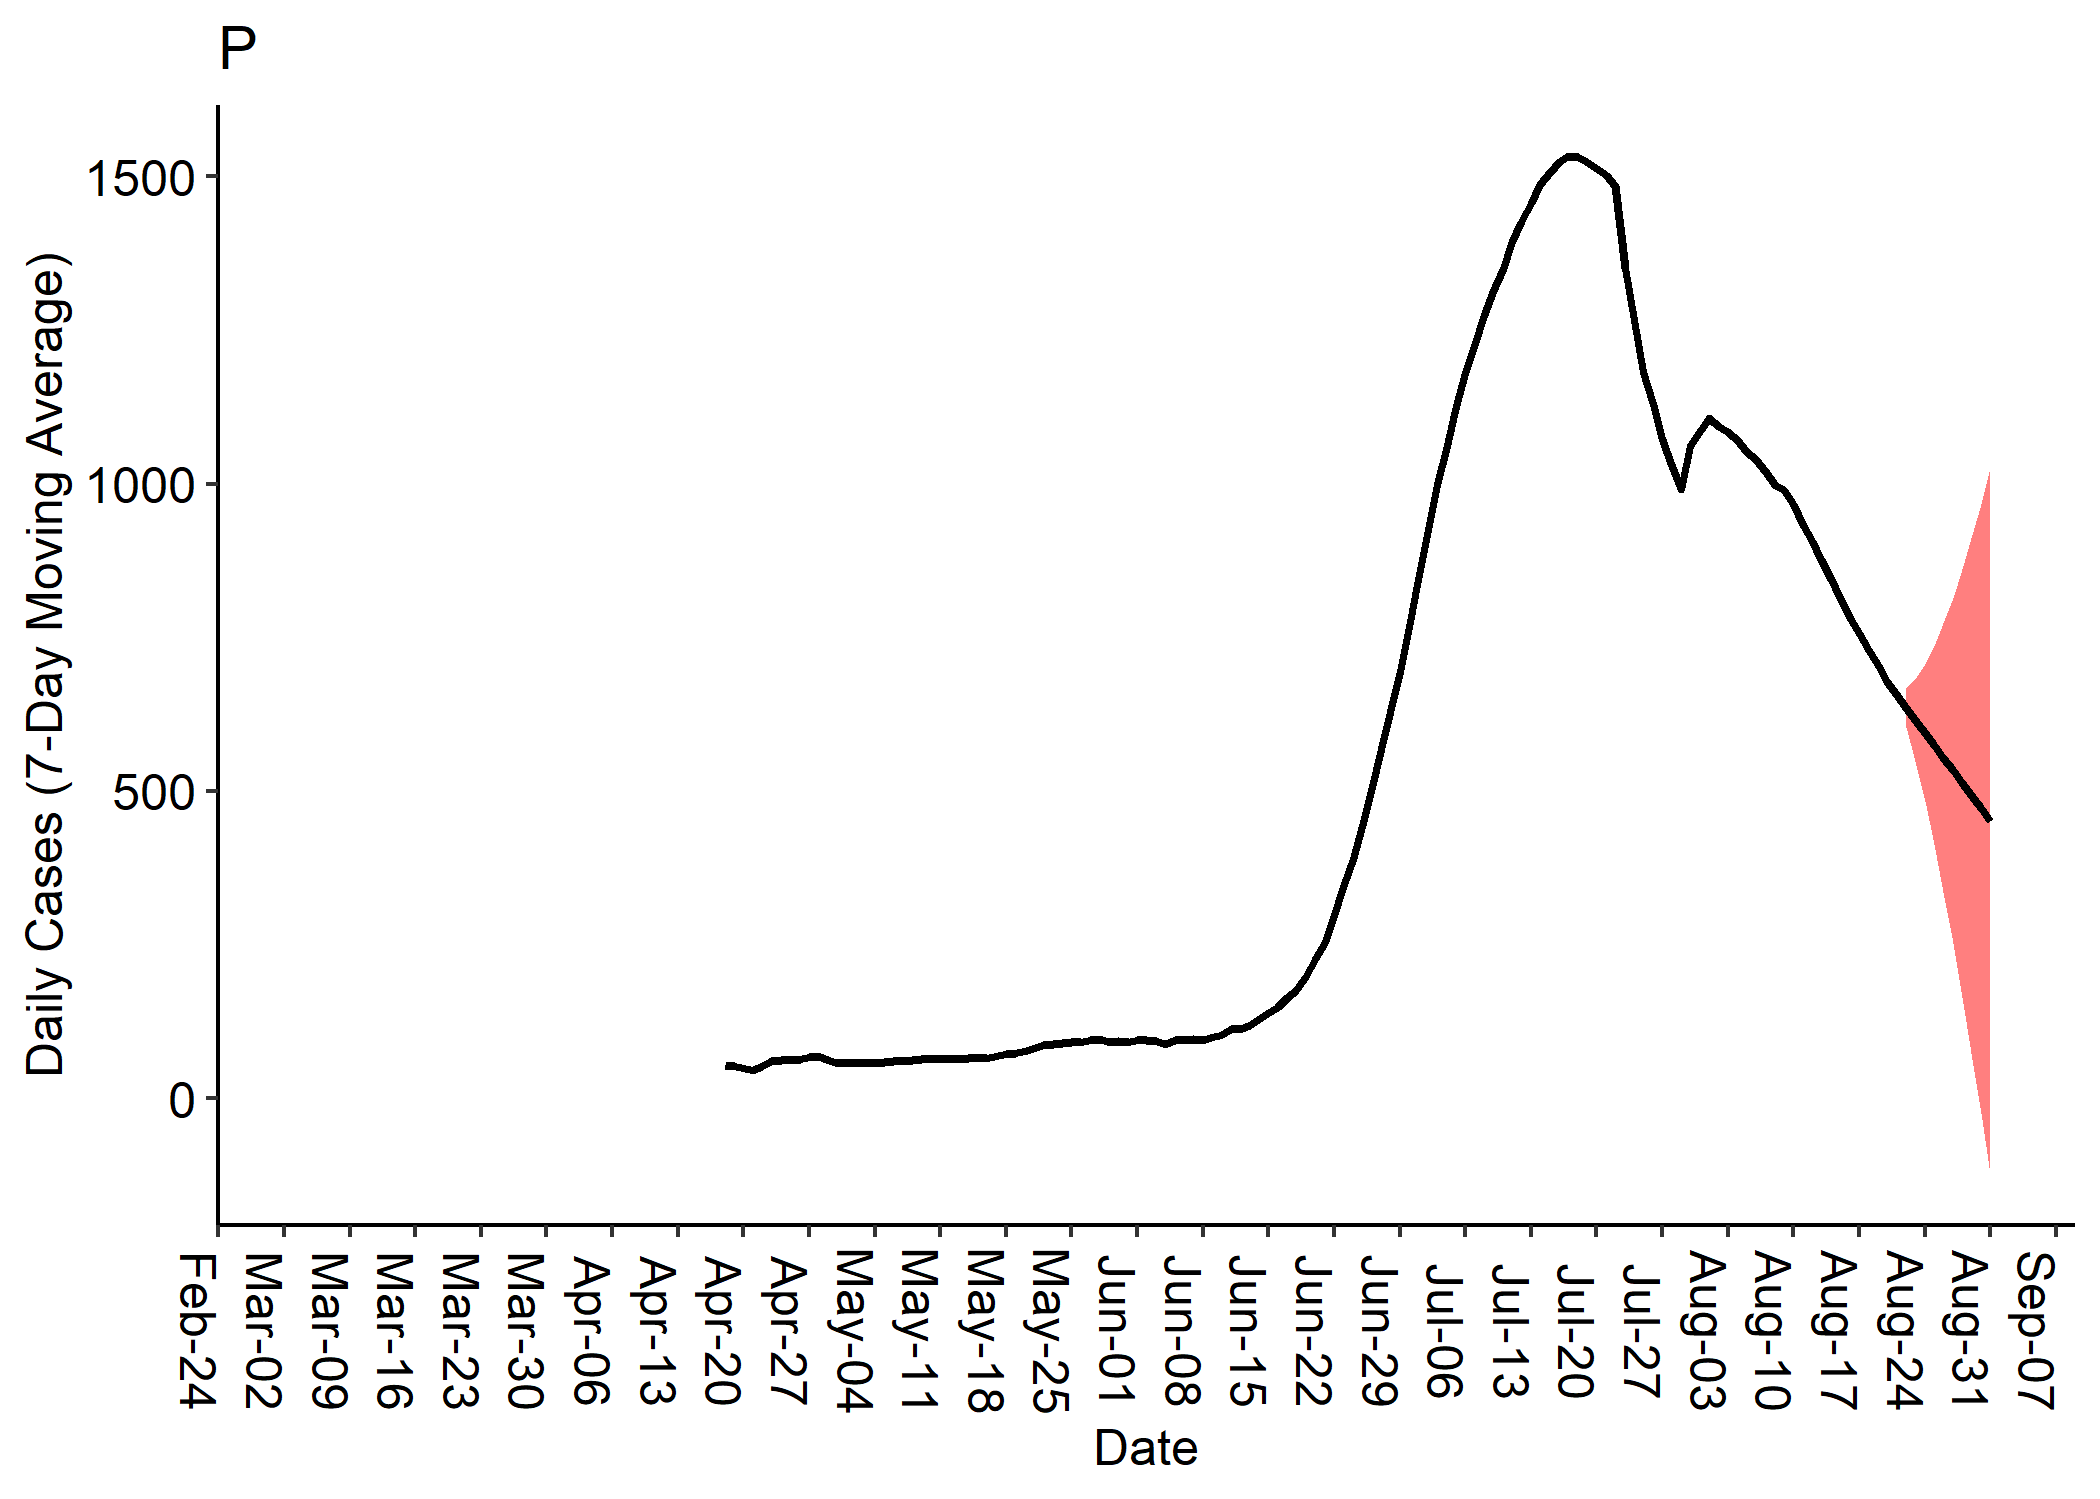 P
Daily Cases (7-Day Moving Average)
1500
1000
500
0
Feb-24
Mar-02
Mar-09
Mar-16
Mar-23
Mar-30
Apr-06
Apr-13
Apr-20
Apr-27
May-04
May-11
May-18
May-25
Jun-01
Jun-08
Jun-15
Jun-22
Jun-29
Jul-06
Jul-13
Jul-20
Jul-27
Aug-03
Aug-10
Aug-17
Aug-24
Aug-31
Sep-07
Date